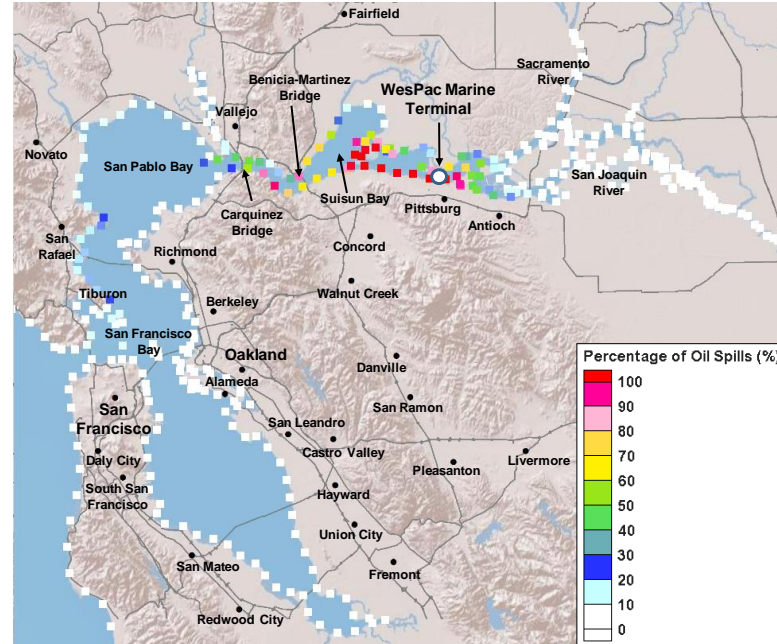 Fairfield
Sacramento
River
Benicia-Martinez
Bridge
WesPac Marine
Terminal
Vallejo
Novato
San Pablo Bay
San Joaquin
River
Suisun Bay
Pittsburg
Carquinez
Bridge
Antioch
San
Rafael
Richmond
Concord
Tiburon
Walnut Creek
Berkeley
San Francisco
Bay
Oakland
Danville
Alameda
San
Francisco
San Ramon
San Leandro
Castro Valley
Daly City
Livermore
Pleasanton
South San
Francisco
Hayward
Union City
San Mateo
Fremont
Redwood City
Percentage of Oil Spills (%)
100
90
80
70
60
50
40
30
20
10
0